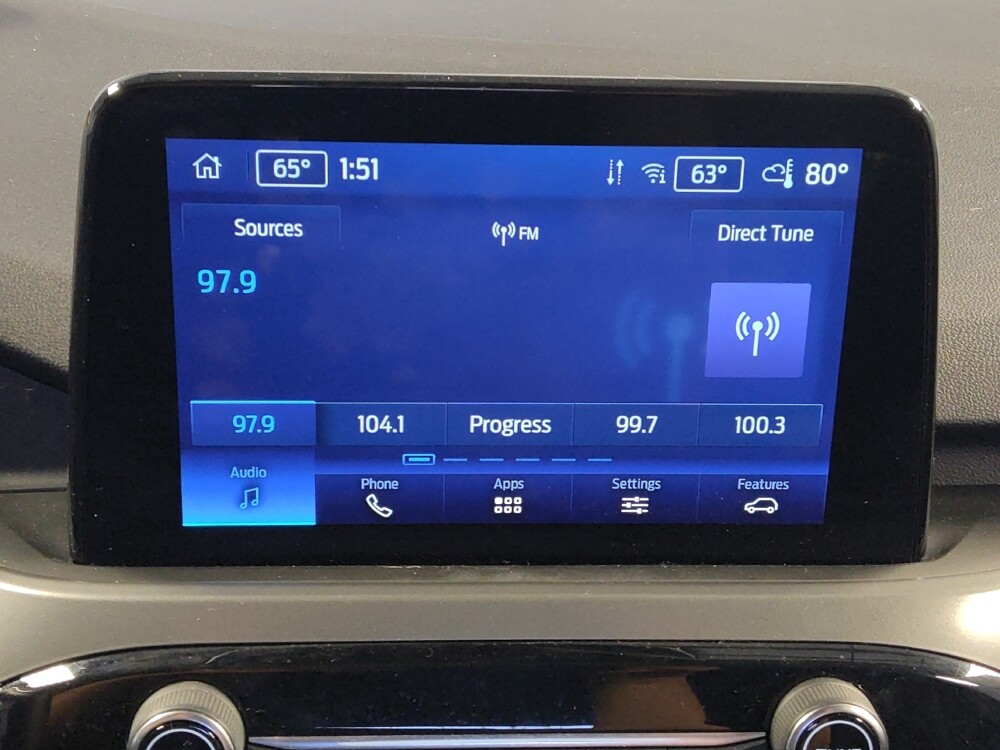 65° 1:51 63° 80°
Sources FM Direct Tune
97.9
97.9 104.1 Progress 99.7 100.3
Audio Phone Apps Settings Features